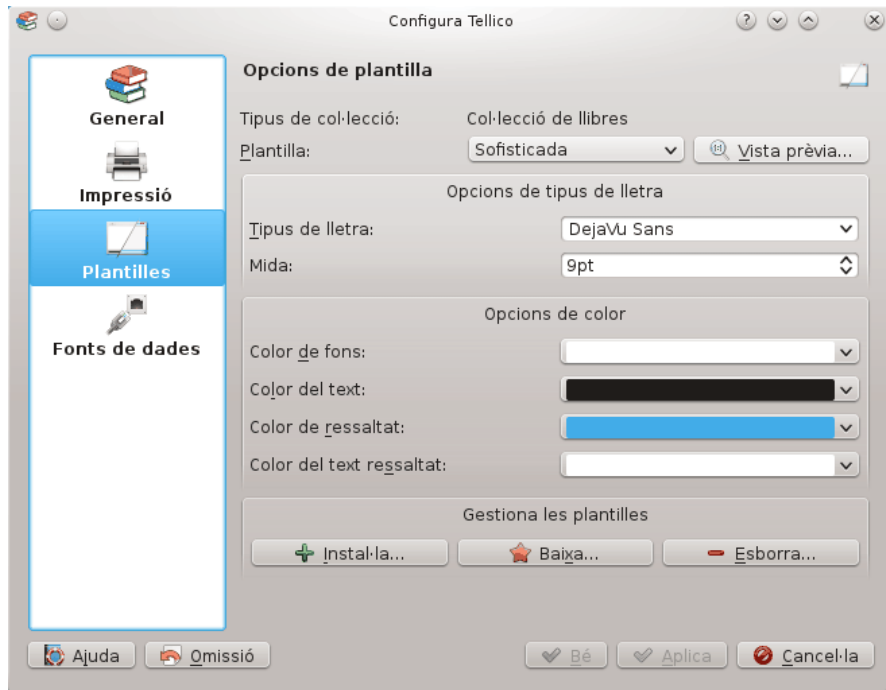 Configura Tellico
General
Impressió
Plantilles
Fonts de dades
Opcions de plantilla
Tipus de col·lecció: Col·lecció de llibres
Plantilla: Sofisticada Vista prèvia...
Opcions de tipus de lletra
Tipus de lletra: DejaVu Sans
Mida: 9pt
Opcions de color
Color de fons:
Color del text:
Color de ressaltat:
Color del text ressaltat:
Gestiona les plantilles
Instal·la... Baixa... Esborra...
Ajuda Omissió Bé Aplica Cancel·la